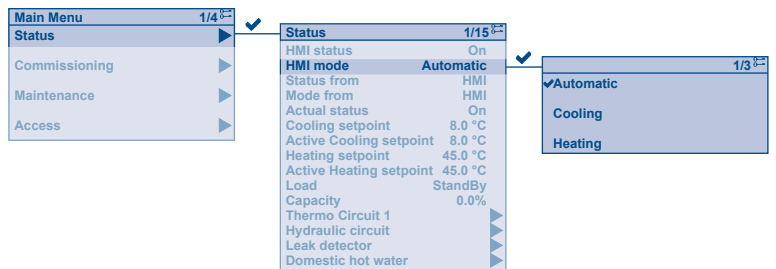 Main Menu 1/4
Status
Commissioning
Maintenance
Access
Status 1/15
HMI status On
HMI mode Automatic
Status from HMI
Mode from HMI
Actual status On
Cooling setpoint 8.0 °C
Active Cooling setpoint 8.0 °C
Heating setpoint 45.0 °C
Active Heating setpoint 45.0 °C
Load StandBy
Capacity 0.0%
Thermo Circuit 1
Hydraulic circuit
Leak detector
Domestic hot water
1/3
Automatic
Cooling
Heating